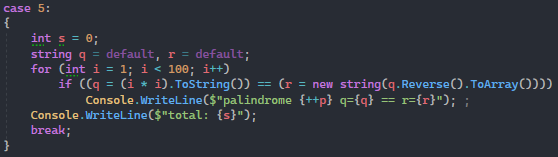 case 5:
{
int s = 0;
string q = default, r = default;
for (int i = 1; i < 100; i++)
if ((q = (i * i).ToString()) == (r = new string(q.Reverse().ToArray())))
Console.WriteLine($"palindrome {++p} q={q} == r={r}"); ;
Console.WriteLine($"total: {s}");
break;
}